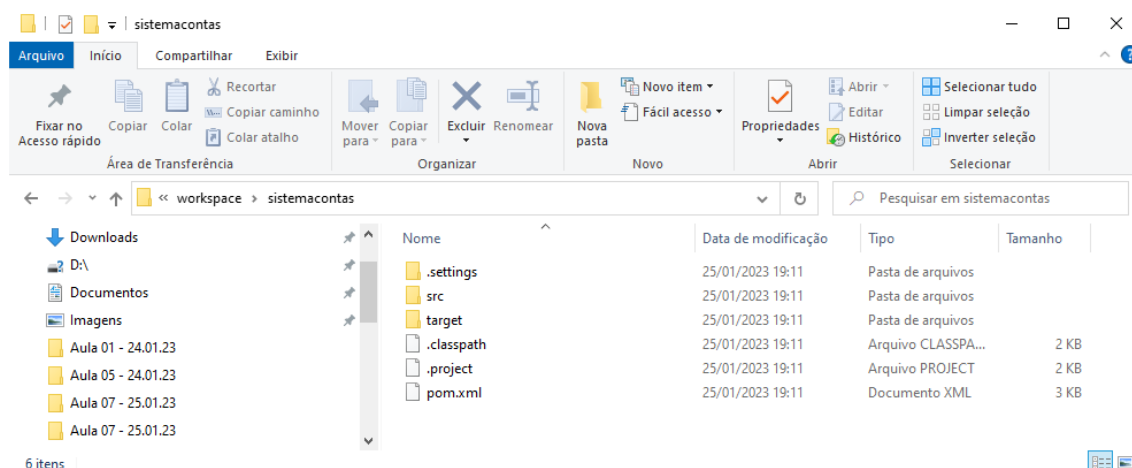 sistemacontas
Arquivo Início Compartilhar Exibir
Fixar no Acesso rápido
Copiar
Colar
Recortar
Copiar caminho
Colar atalho
Área de Transferência
Mover para
Copiar para
Excluir
Renomear
Organizar
Nova pasta
Novo item
Fácil acesso
Novo
Propriedades
Abrir
Editar
Histórico
Abrir
Selecionar tudo
Limpar seleção
Inverter seleção
Selecionar
« workspace > sistemacontas
Pesquisar em sistemacontas
Downloads
D:\
Documentos
Imagens
Aula 01 - 24.01.23
Aula 05 - 24.01.23
Aula 07 - 25.01.23
Aula 07 - 25.01.23
Nome Data de modificação Tipo Tamanho
.settings 25/01/2023 19:11 Pasta de arquivos
src 25/01/2023 19:11 Pasta de arquivos
target 25/01/2023 19:11 Pasta de arquivos
.classpath 25/01/2023 19:11 Arquivo CLASSPA... 2 KB
.project 25/01/2023 19:11 Arquivo PROJECT 2 KB
pom.xml 25/01/2023 19:11 Documento XML 3 KB
6 itens